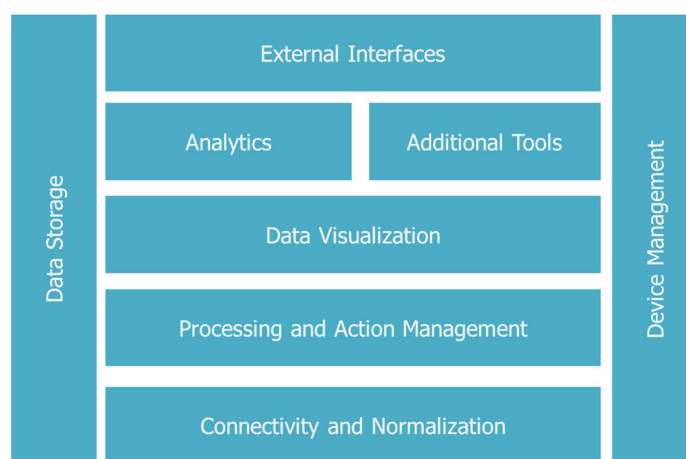 External Interfaces
Analytics
Additional Tools
Data Storage
Data Visualization
Device Management
Processing and Action Management
Connectivity and Normalization